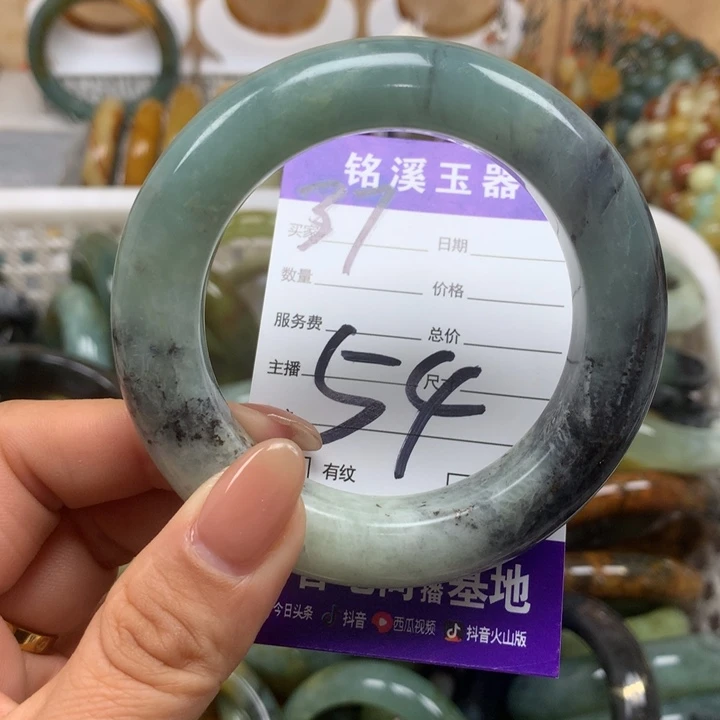 铭溪玉器
37
买家 日期
数量 价格
服务费 总价
主播 尺寸
54
有纹
播基地
今日头条 抖音 西瓜视频 抖音火山版